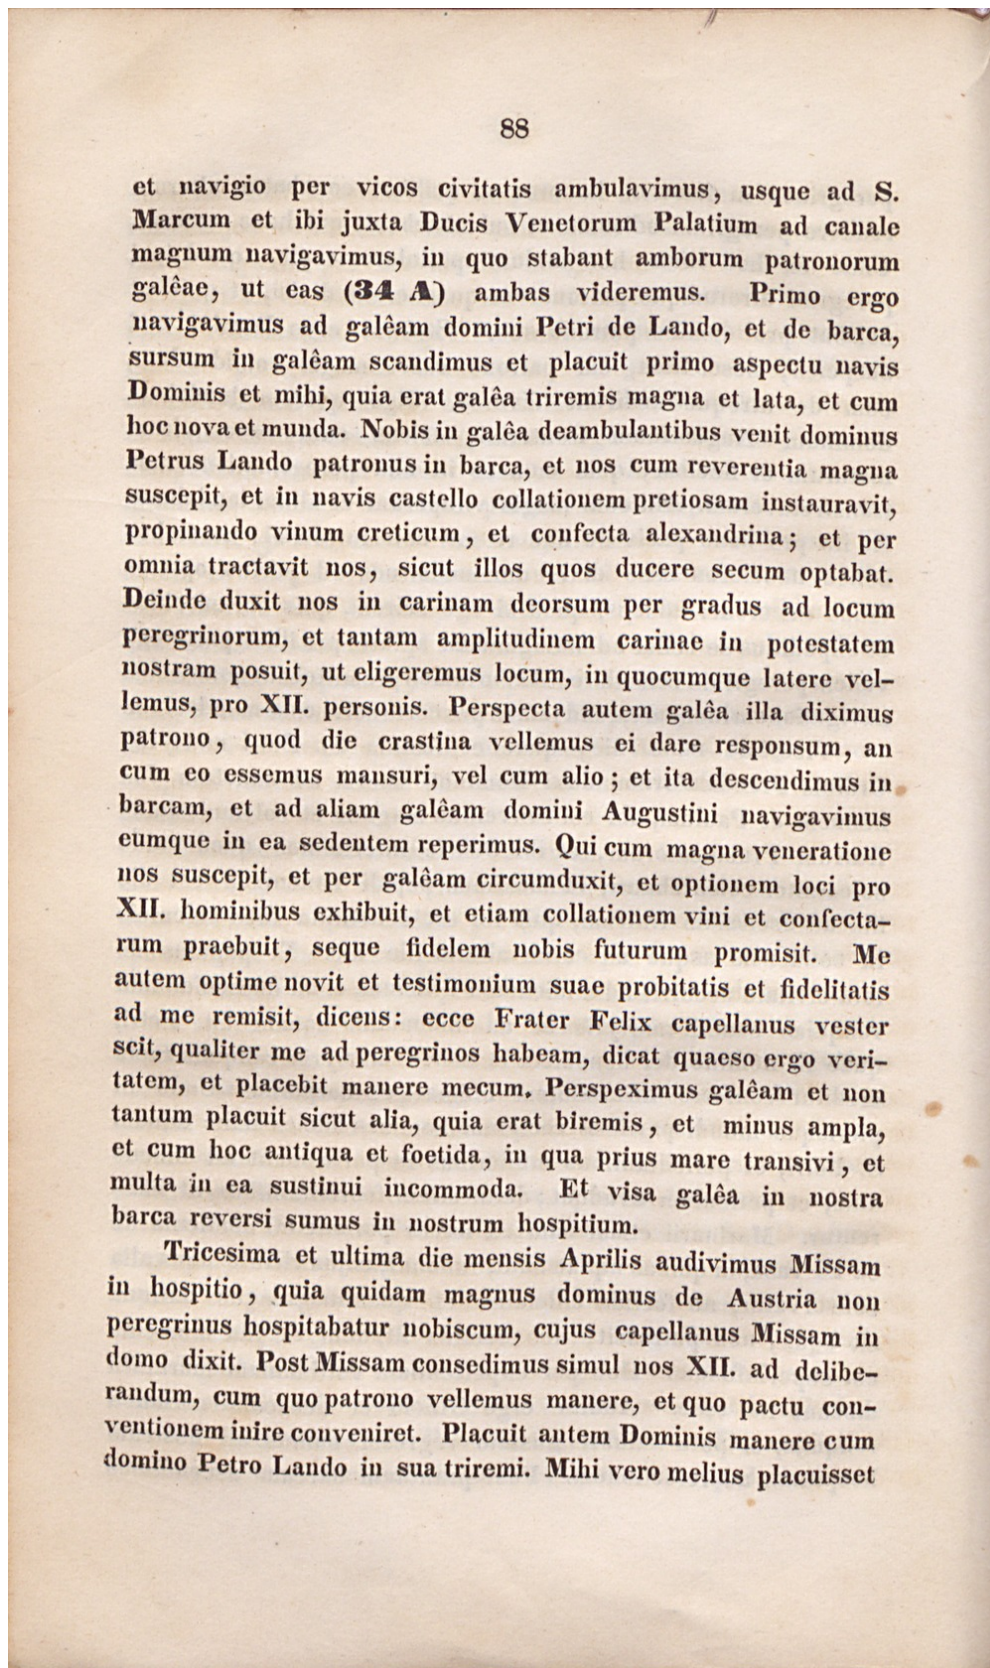 88
et navigio per vicos civitatis ambulavimus, usque ad S.
Marcum et ibi juxta Ducis Venetorum Palatium ad canale
magnum navigavimus, in quo stabant amborum patronorum
galêae, ut eas (34 A) ambas videremus. Primo ergo
navigavimus ad galêam domini Petri de Lando, et de barca,
sursum in galêam scandimus et placuit primo aspectu navis
Dominis et mihi, quia erat galêa triremis magna et lata, et cum
hoc nova et munda. Nobis in galêa deambulantibus venit dominus
Petrus Lando patronus in barca, et nos cum reverentia magna
suscepit, et in navis castello collationem pretiosam instauravit,
propinando vinum creticum, et confecta alexandrina; et per
omnia tractavit nos, sicut illos quos ducere secum optabat.
Deinde duxit nos in carinam deorsum per gradus ad locum
peregrinorum, et tantam amplitudinem carinae in potestatem
nostram posuit, ut eligeremus locum, in quocumque latere vel-
lemus, pro XII. personis. Perspecta autem galêa illa diximus
patrono, quod die crastina vellemus ei dare responsum, an
cum eo essemus mansuri, vel cum alio; et ita descendimus in
barcam, et ad aliam galêam domini Augustini navigavimus
eumque in ea sedentem reperimus. Qui cum magna veneratione
nos suscepit, et per galêam circumduxit, et optionem loci pro
XII. hominibus exhibuit, et etiam collationem vini et confecta-
rum praebuit, seque fidelem nobis futurum promisit. Me
autem optime novit et testimonium suae probitatis et fidelitatis
ad me remisit, dicens: ecce Frater Felix capellanus vester
scit, qualiter me ad peregrinos habeam, dicat quaeso ergo veri-
tatem, et placebit manere mecum. Perspeximus galêam et non
tantum placuit sicut alia, quia erat biremis, et minus ampla,
et cum hoc antiqua et foetida, in qua prius mare transivi, et
multa in ea sustinui incommoda. Et visa galêa in nostra
barca reversi sumus in nostrum hospitium.
Tricesima et ultima die mensis Aprilis audivimus Missam
in hospitio, quia quidam magnus dominus de Austria non
peregrinus hospitabatur nobiscum, cujus capellanus Missam in
domo dixit. Post Missam consedimus simul nos XII. ad delibe-
randum, cum quo patrono vellemus manere, et quo pactu con-
ventionem inire conveniret. Placuit antem Dominis manere cum
domino Petro Lando in sua triremi. Mihi vero melius placuisset